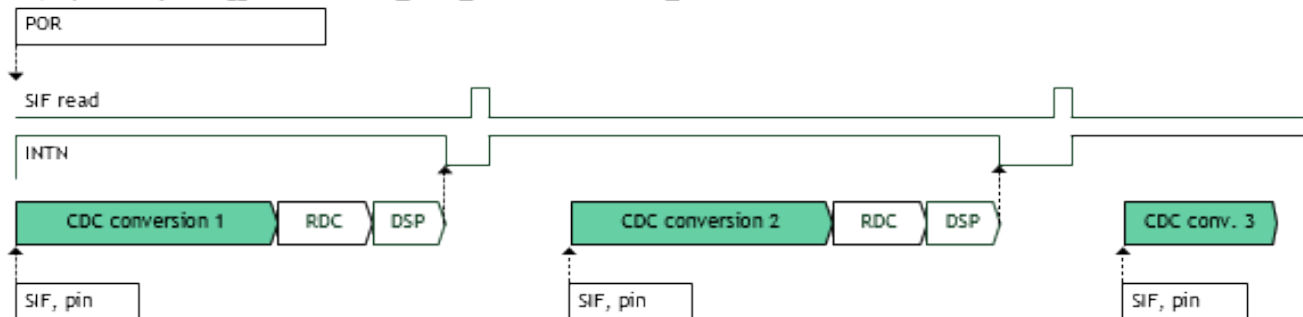 POR
SIF read
INTN
CDC conversion 1 RDC DSP CDC conversion 2 RDC DSP CDC conv. 3
SIF, pin SIF, pin SIF, pin